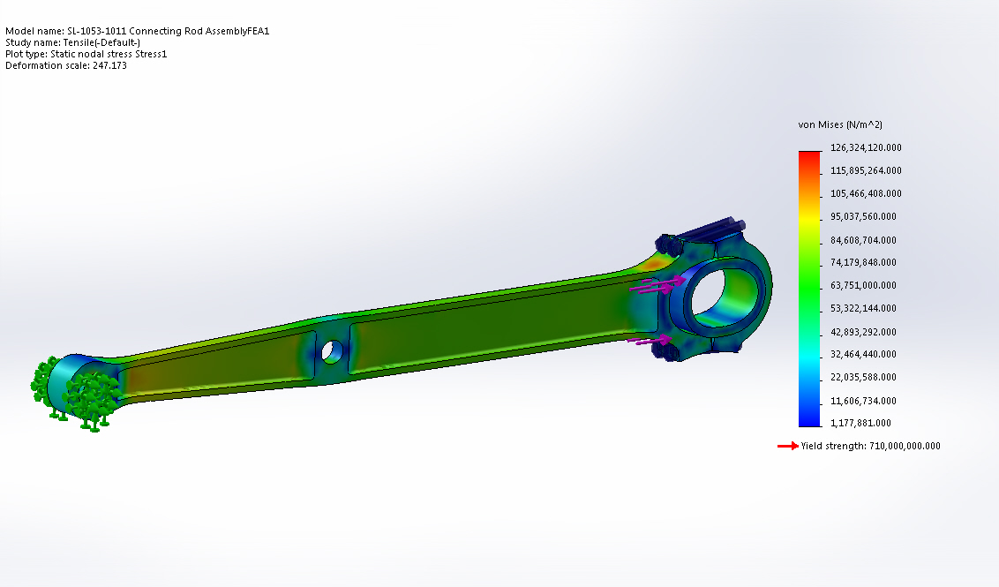 Model name: SL-1053-1011 Connecting Rod AssemblyFEA1
Study name: Tensile(-Default-)
Plot type: Static nodal stress Stress1
Deformation scale: 247.173
von Mises (N/m^2)
126,324,120.000
115,895,264.000
105,466,408.000
95,037,560.000
84,608,704.000
74,179,848.000
63,751,000.000
53,322,144.000
42,893,292.000
32,464,440.000
22,035,588.000
11,606,734.000
1,177,881.000
Yield strength: 710,000,000.000